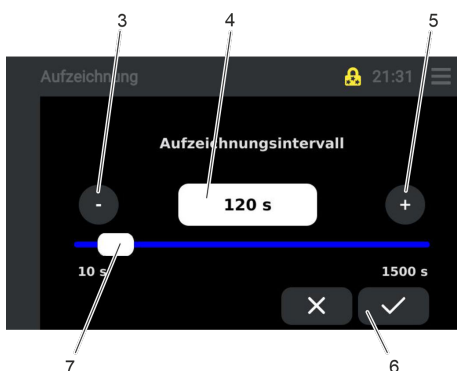 3 4 5
Aufzeichnung 21:31
Aufzeichnungsintervall
- 120 s +
10 s 1500 s
7 6